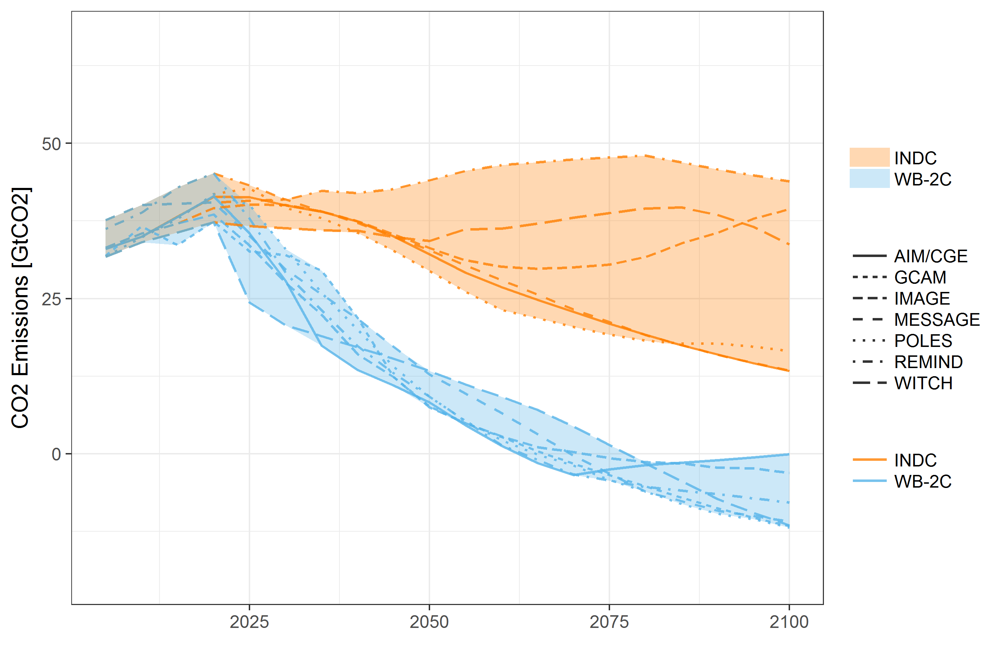 CO2 Emissions [GtCO2]
50
25
0
2025
2050
2075
2100
INDC
WB-2C
AIM/CGE
GCAM
IMAGE
MESSAGE
POLES
REMIND
WITCH
INDC
WB-2C